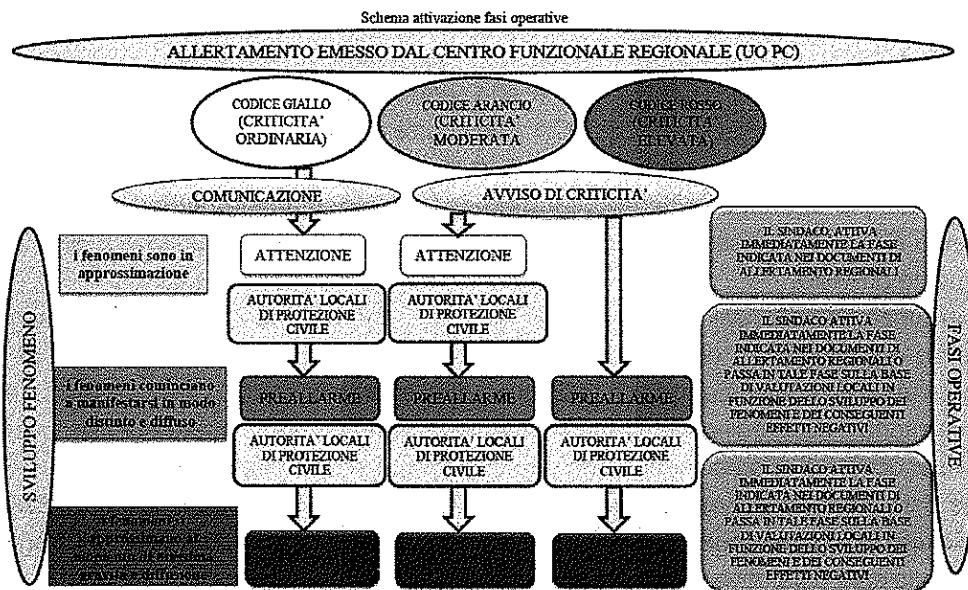 Schema attivazione fasi operative
ALLERTAMENTO EMESSO DAL CENTRO FUNZIONALE REGIONALE (UO PC)
CODICE GIALLO
(CRITICITA'
ORDINARIA)
CODICE ARANCIO
(CRITICITA'
MODERATA
CODICE ROSSO
(CRITICITA'
ELEVATA)
COMUNICAZIONE
AVVISO DI CRITICITA'
SVILUPPO FENOMENO
I fenomeni sono in
approssimazione
ATTENZIONE
ATTENZIONE
IL SINDACO, ATTIVA
IMMEDIATAMENTE LA FASE
INDICATA NEI DOCUMENTI DI
ALLERTAMENTO REGIONALI
AUTORITA' LOCALI
DI PROTEZIONE
CIVILE
AUTORITA' LOCALI
DI PROTEZIONE
CIVILE
IL SINDACO ATTIVA
IMMEDIATAMENTE LA FASE
INDICATA NEI DOCUMENTI DI
ALLERTAMENTO REGIONALI O
PASSA IN TALE FASE SULLA BASE
DI VALUTAZIONI LOCALI IN
FUNZIONE DELLO SVILUPPO DEI
FENOMENI E DEI CONSEGUENTI
EFFETTI NEGATIVI
I fenomeni cominciano
a manifestarsi in modo
distinto e diffuso
PREALLARME
PREALLARME
PREALLARME
AUTORITA' LOCALI
DI PROTEZIONE
CIVILE
AUTORITA' LOCALI
DI PROTEZIONE
CIVILE
AUTORITA' LOCALI
DI PROTEZIONE
CIVILE
IL SINDACO ATTIVA
IMMEDIATAMENTE LA FASE
INDICATA NEI DOCUMENTI DI
ALLERTAMENTO REGIONALI O
PASSA IN TALE FASE SULLA BASE
DI VALUTAZIONI LOCALI IN
FUNZIONE DELLO SVILUPPO DEI
FENOMENI E DEI CONSEGUENTI
EFFETTI NEGATIVI
I fenomeni
diffusione
FASI OPERATIVE